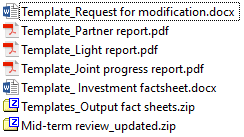 Template_Request for modification.docx
Template_Partner report.pdf
Template_Light report.pdf
Template_Joint progress report.pdf
Template_ Investment factsheet.docx
Templates_Output fact sheets.zip
Mid-term review_updated.zip